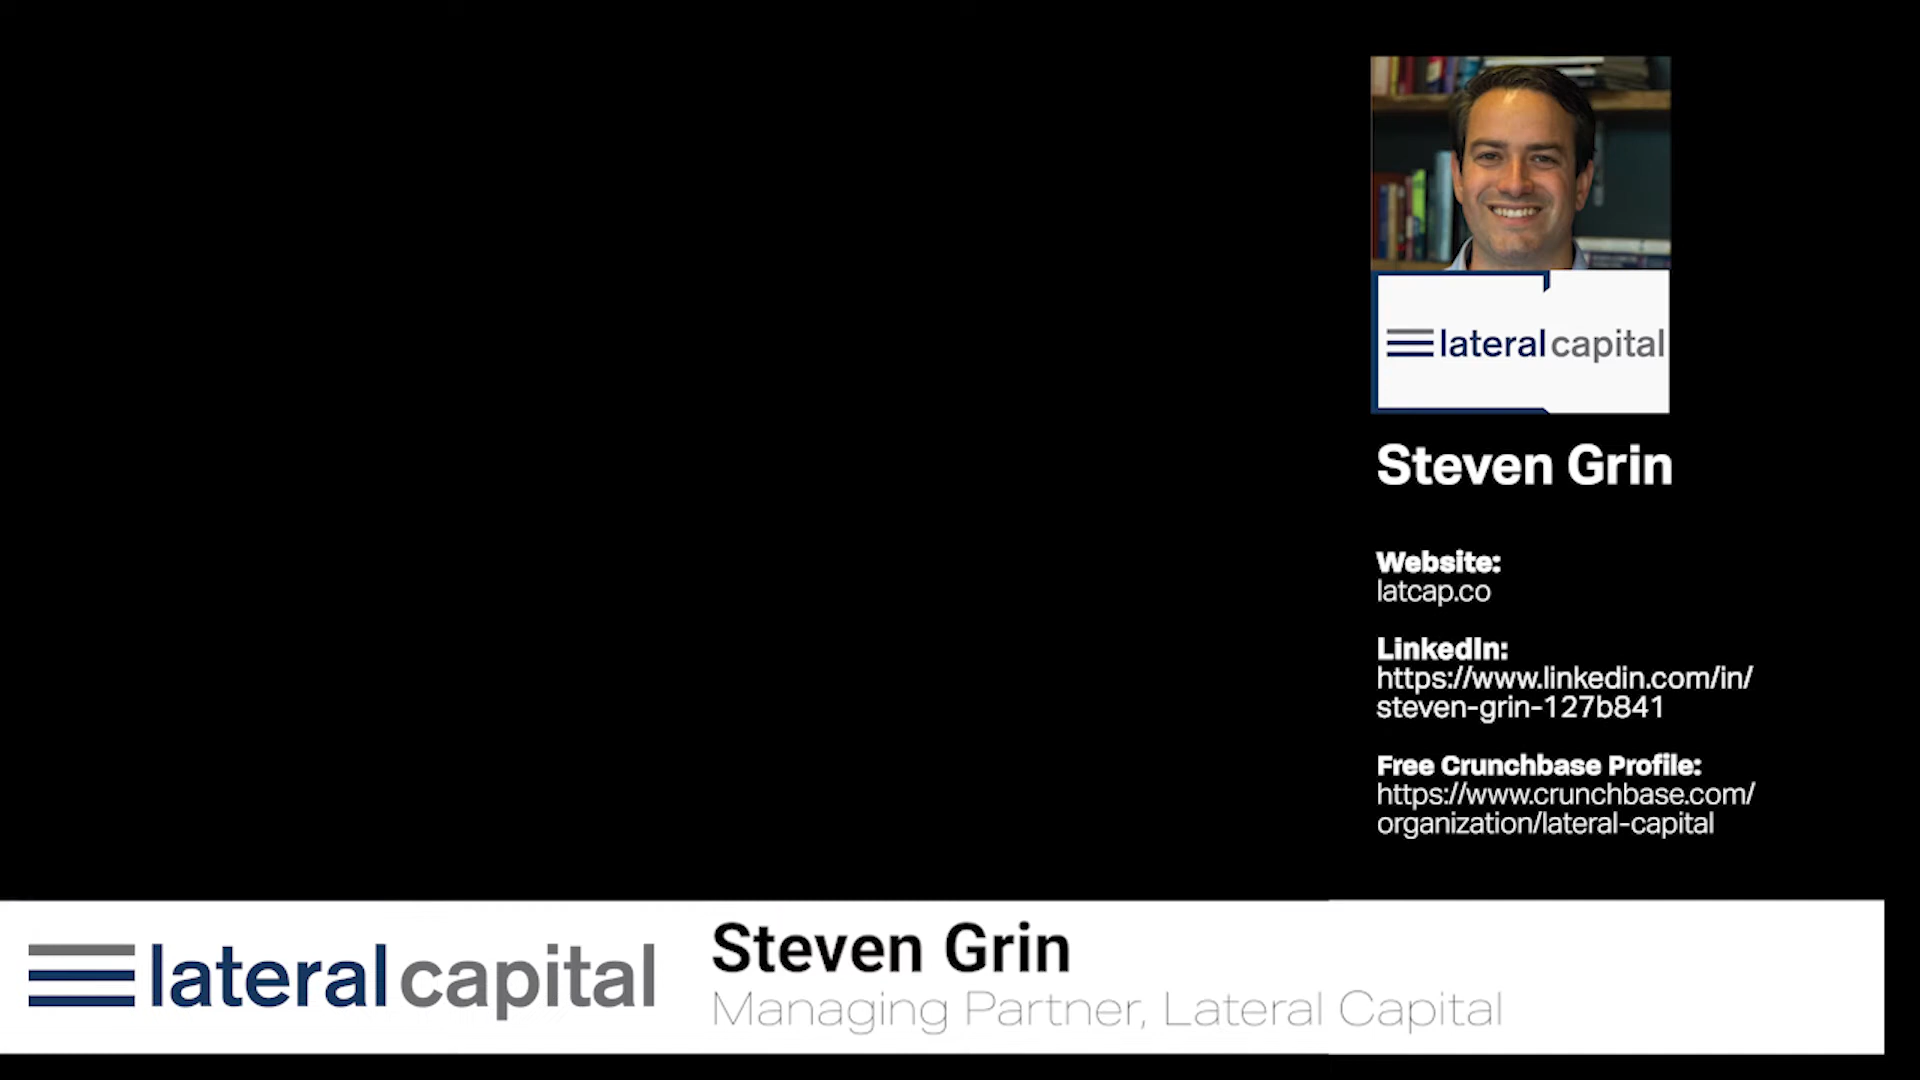 lateral capital
Steven Grin
Website:
latcap.co
LinkedIn:
https://www.linkedin.com/in/
steven-grin-127b841
Free Crunchbase Profile:
https://www.crunchbase.com/
organization/lateral-capital
lateral capital
Steven Grin
Managing Partner, Lateral Capital